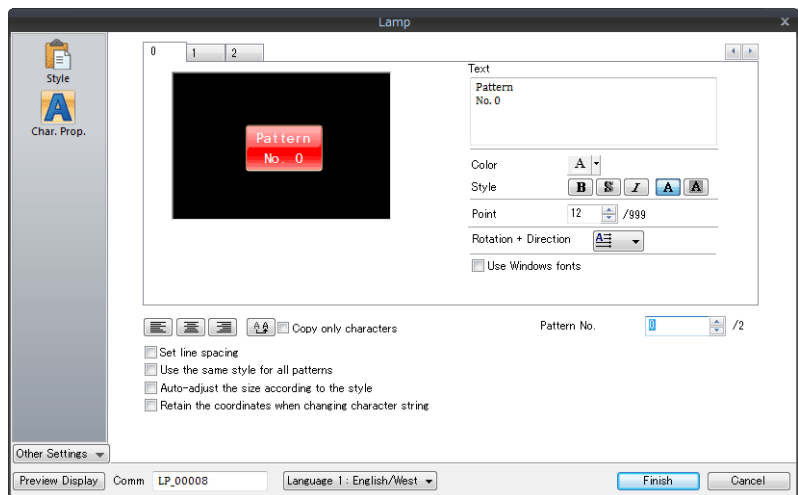 Lamp
x
Style
Char. Prop.
0
1
2
Pattern
No. 0
Text
Pattern
No. 0
Color
A
Style
B S I A A
Point
12
/999
Rotation + Direction
A
Use Windows fonts
Copy only characters
Pattern No.
0
/2
Set line spacing
Use the same style for all patterns
Auto-adjust the size according to the style
Retain the coordinates when changing character string
Other Settings
Preview Display
Comm
LP_00008
Language 1 : English/West
Finish
Cancel